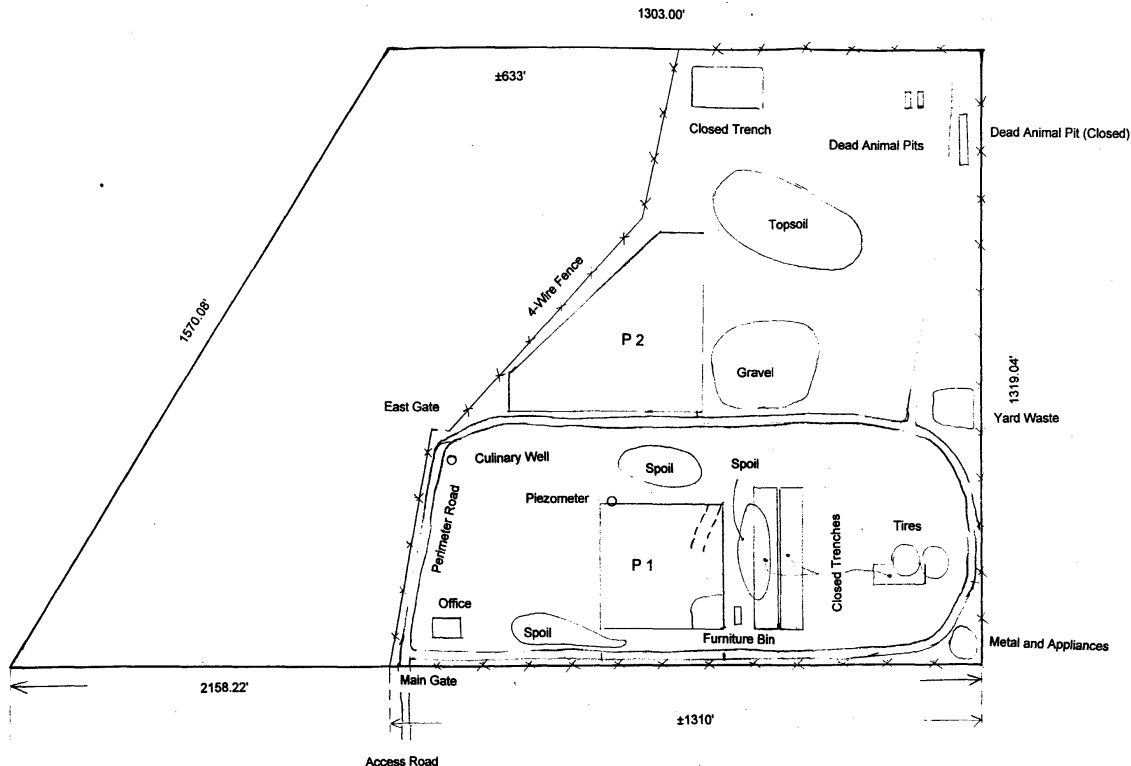 1303.00'
±633'
Closed Trench
Dead Animal Pits
Dead Animal Pit (Closed)
Topsoil
4-Wire Fence
1570.08'
P 2
Gravel
1319.04'
East Gate
Yard Waste
Culinary Well
Spoil
Spoil
Piezometer
Perimeter Road
P 1
Closed Trenches
Tires
Office
Spoil
Furniture Bin
Metal and Appliances
Main Gate
2158.22'
±1310'
Access Road